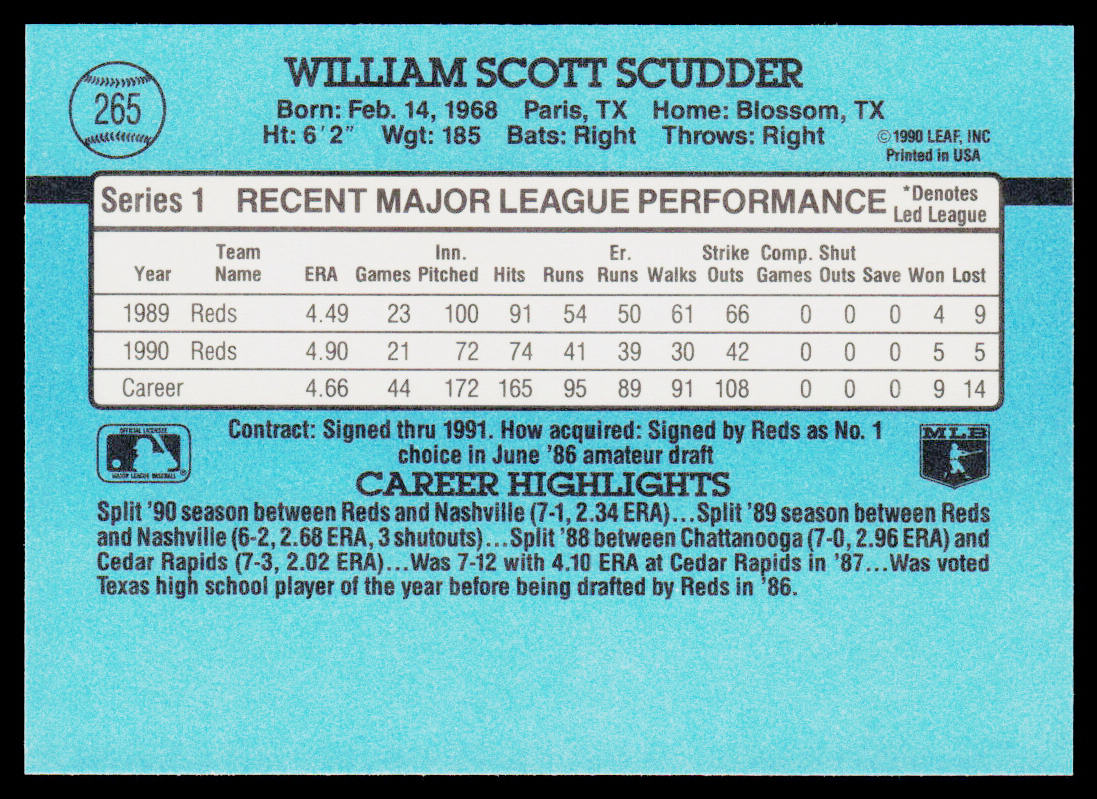 265
WILLIAM SCOTT SCUDDER
Born: Feb. 14, 1968 Paris, TX Home: Blossom, TX
Ht: 6'2" Wgt: 185 Bats: Right Throws: Right
©1990 LEAF, INC
Printed in USA
Series 1 RECENT MAJOR LEAGUE PERFORMANCE *Denotes Led League
Year Team Name ERA Games Inn. Pitched Hits Runs Er. Runs Walks Strike Outs Comp. Games Shut Outs Save Won Lost
1989 Reds 4.49 23 100 91 54 50 61 66 0 0 0 4 9
1990 Reds 4.90 21 72 74 41 39 30 42 0 0 0 5 5
Career 4.66 44 172 165 95 89 91 108 0 0 0 9 14
OFFICIAL LICENSEE
MAJOR LEAGUE BASEBALL
Contract: Signed thru 1991. How acquired: Signed by Reds as No. 1
choice in June '86 amateur draft
MLB
CAREER HIGHLIGHTS
Split '90 season between Reds and Nashville (7-1, 2.34 ERA)...Split '89 season between Reds
and Nashville (6-2, 2.68 ERA, 3 shutouts)...Split '88 between Chattanooga (7-0, 2.96 ERA) and
Cedar Rapids (7-3, 2.02 ERA)...Was 7-12 with 4.10 ERA at Cedar Rapids in '87...Was voted
Texas high school player of the year before being drafted by Reds in '86.